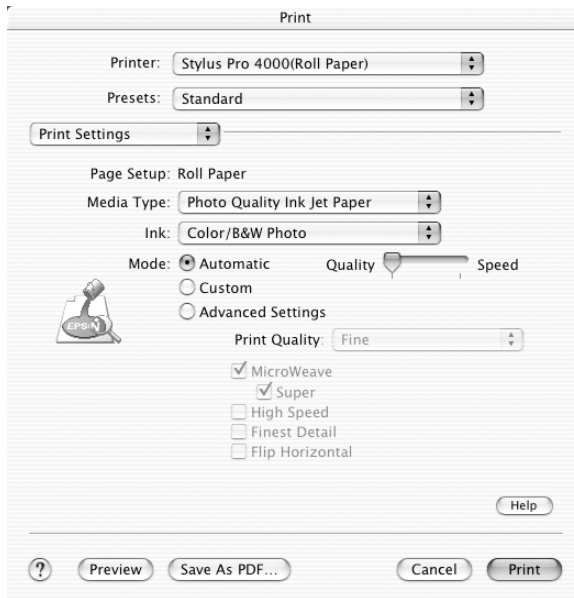 Print
Printer: Stylus Pro 4000(Roll Paper)
Presets: Standard
Print Settings
Page Setup: Roll Paper
Media Type: Photo Quality Ink Jet Paper
Ink: Color/B&W Photo
Mode: Automatic Quality Speed
Custom
EPSON Advanced Settings
Print Quality: Fine
MicroWeave
Super
High Speed
Finest Detail
Flip Horizontal
Help
? Preview Save As PDF... Cancel Print